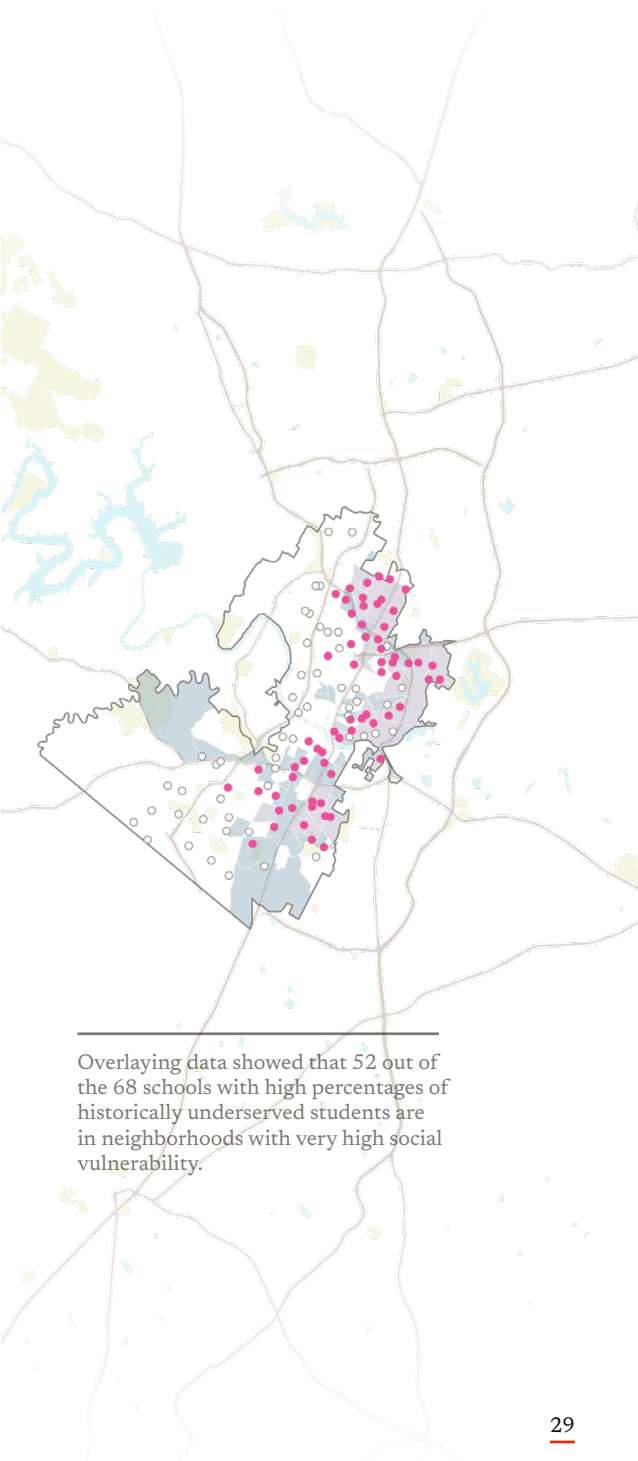 Overlaying data showed that 52 out of
the 68 schools with high percentages of
historically underserved students are
in neighborhoods with very high social
vulnerability.
29